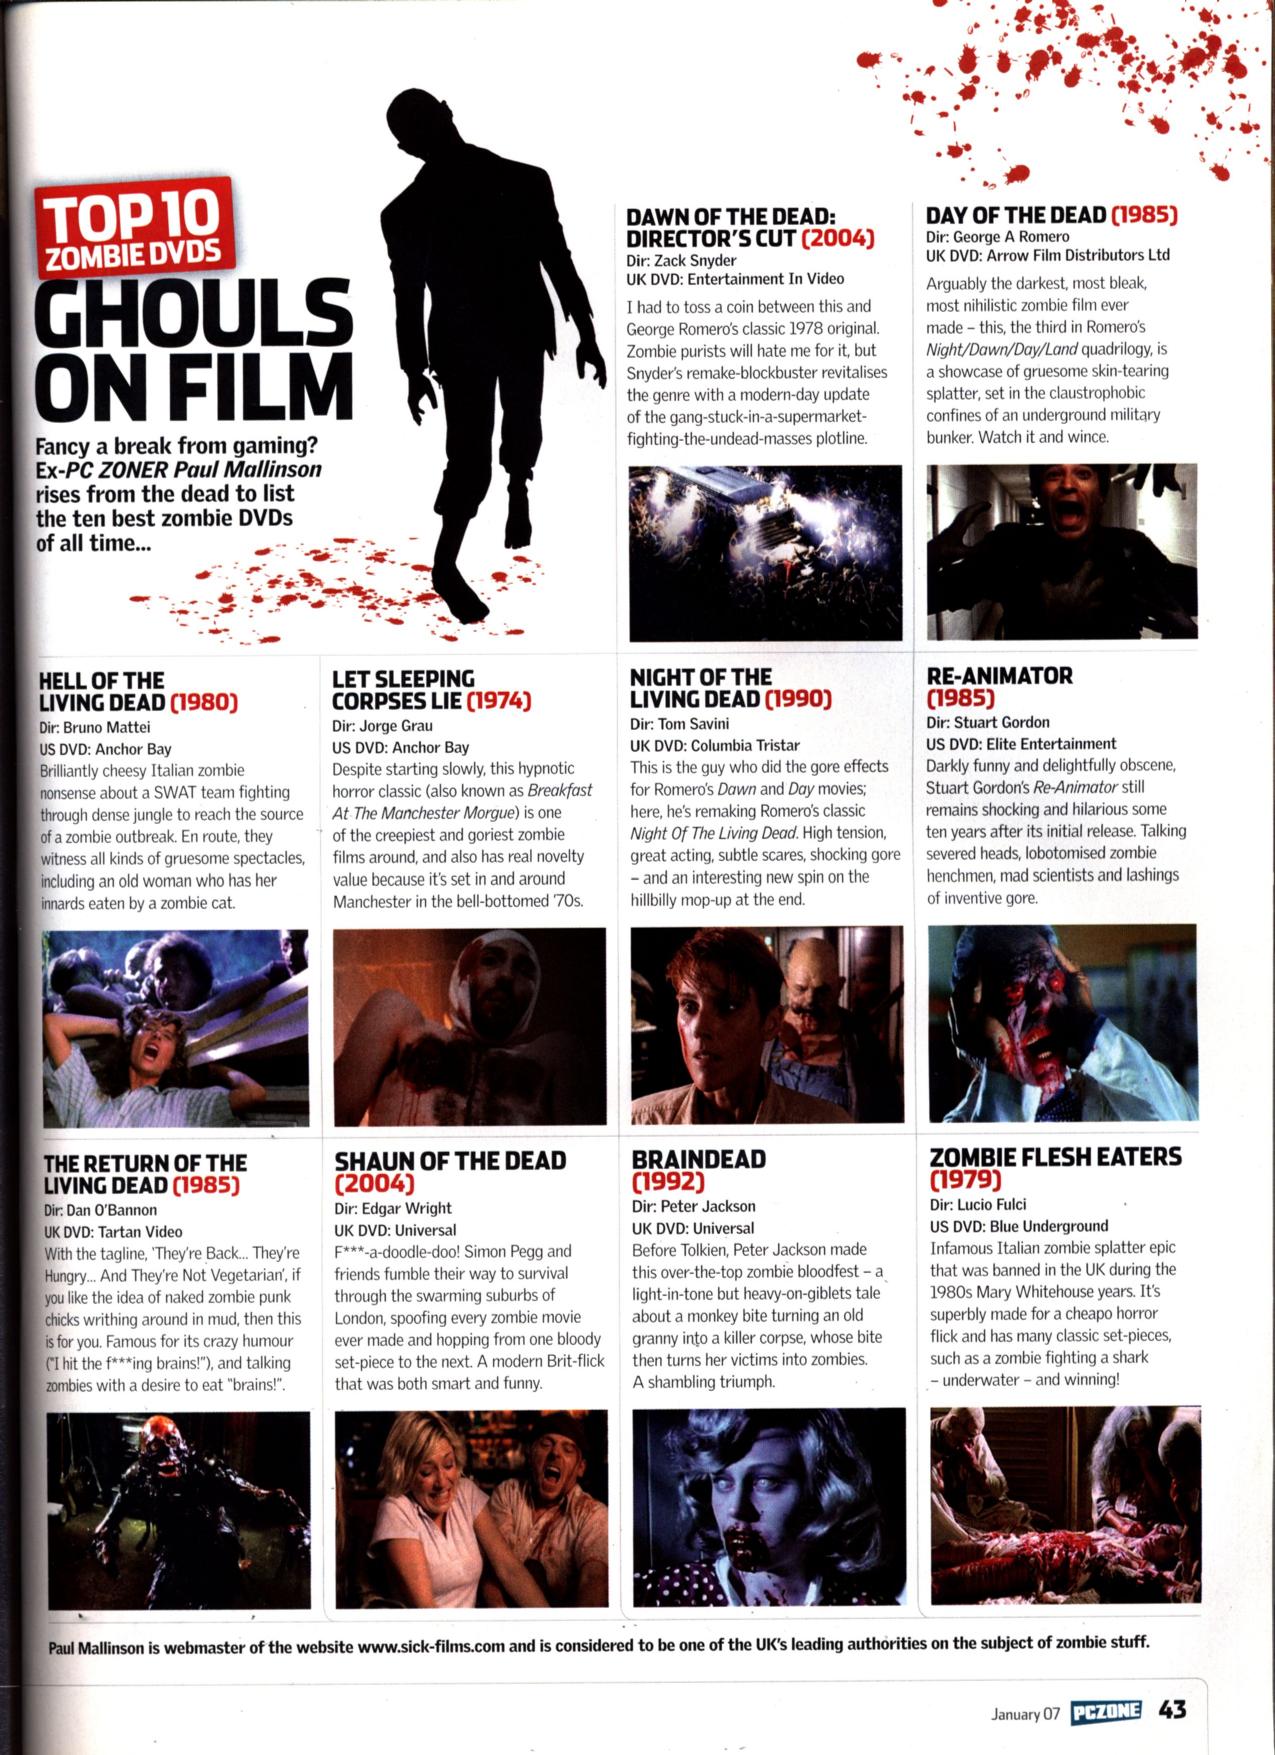 TOP 10
ZOMBIE DVDS
GHOULS
ON FILM
Fancy a break from gaming?
Ex-PC ZONER Paul Mallinson
rises from the dead to list
the ten best zombie DVDs
of all time...
DAWN OF THE DEAD:
DIRECTOR'S CUT (2004)
Dir: Zack Snyder
UK DVD: Entertainment In Video
I had to toss a coin between this and
George Romero's classic 1978 original.
Zombie purists will hate me for it, but
Snyder's remake-blockbuster revitalises
the genre with a modern-day update
of the gang-stuck-in-a-supermarket-
fighting-the-undead-masses plotline.
DAY OF THE DEAD (1985)
Dir: George A Romero
UK DVD: Arrow Film Distributors Ltd
Arguably the darkest, most bleak,
most nihilistic zombie film ever
made – this, the third in Romero's
Night/Dawn/Day/Land quadrilogy, is
a showcase of gruesome skin-tearing
splatter, set in the claustrophobic
confines of an underground military
bunker. Watch it and wince.
HELL OF THE
LIVING DEAD (1980)
Dir: Bruno Mattei
US DVD: Anchor Bay
Brilliantly cheesy Italian zombie
nonsense about a SWAT team fighting
through dense jungle to reach the source
of a zombie outbreak. En route, they
witness all kinds of gruesome spectacles,
including an old woman who has her
innards eaten by a zombie cat.
LET SLEEPING
CORPSES LIE (1974)
Dir: Jorge Grau
US DVD: Anchor Bay
Despite starting slowly, this hypnotic
horror classic (also known as Breakfast
At The Manchester Morgue) is one
of the creepiest and goriest zombie
films around, and also has real novelty
value because it's set in and around
Manchester in the bell-bottomed '70s.
NIGHT OF THE
LIVING DEAD (1990)
Dir: Tom Savini
UK DVD: Columbia Tristar
This is the guy who did the gore effects
for Romero's Dawn and Day movies;
here, he's remaking Romero's classic
Night Of The Living Dead. High tension,
great acting, subtle scares, shocking gore
– and an interesting new spin on the
hillbilly mop-up at the end.
RE-ANIMATOR
(1985)
Dir: Stuart Gordon
US DVD: Elite Entertainment
Darkly funny and delightfully obscene,
Stuart Gordon's Re-Animator still
remains shocking and hilarious some
ten years after its initial release. Talking
severed heads, lobotomised zombie
henchmen, mad scientists and lashings
of inventive gore.
THE RETURN OF THE
LIVING DEAD (1985)
Dir: Dan O'Bannon
UK DVD: Tartan Video
With the tagline, 'They're Back... They're
Hungry... And They're Not Vegetarian', if
you like the idea of naked zombie punk
chicks writhing around in mud, then this
is for you. Famous for its crazy humour
("I hit the f***ing brains!"), and talking
zombies with a desire to eat "brains!".
SHAUN OF THE DEAD
(2004)
Dir: Edgar Wright
UK DVD: Universal
F***-a-doodle-doo! Simon Pegg and
friends fumble their way to survival
through the swarming suburbs of
London, spoofing every zombie movie
ever made and hopping from one bloody
set-piece to the next. A modern Brit-flick
that was both smart and funny.
BRAINDEAD
(1992)
Dir: Peter Jackson
UK DVD: Universal
Before Tolkien, Peter Jackson made
this over-the-top zombie bloodfest – a
light-in-tone but heavy-on-giblets tale
about a monkey bite turning an old
granny into a killer corpse, whose bite
then turns her victims into zombies.
A shambling triumph.
ZOMBIE FLESH EATERS
(1979)
Dir: Lucio Fulci
US DVD: Blue Underground
Infamous Italian zombie splatter epic
that was banned in the UK during the
1980s Mary Whitehouse years. It's
superbly made for a cheapo horror
flick and has many classic set-pieces,
such as a zombie fighting a shark
– underwater – and winning!
Paul Mallinson is webmaster of the website www.sick-films.com and is considered to be one of the UK's leading authorities on the subject of zombie stuff.
January 07 PCZONE 43